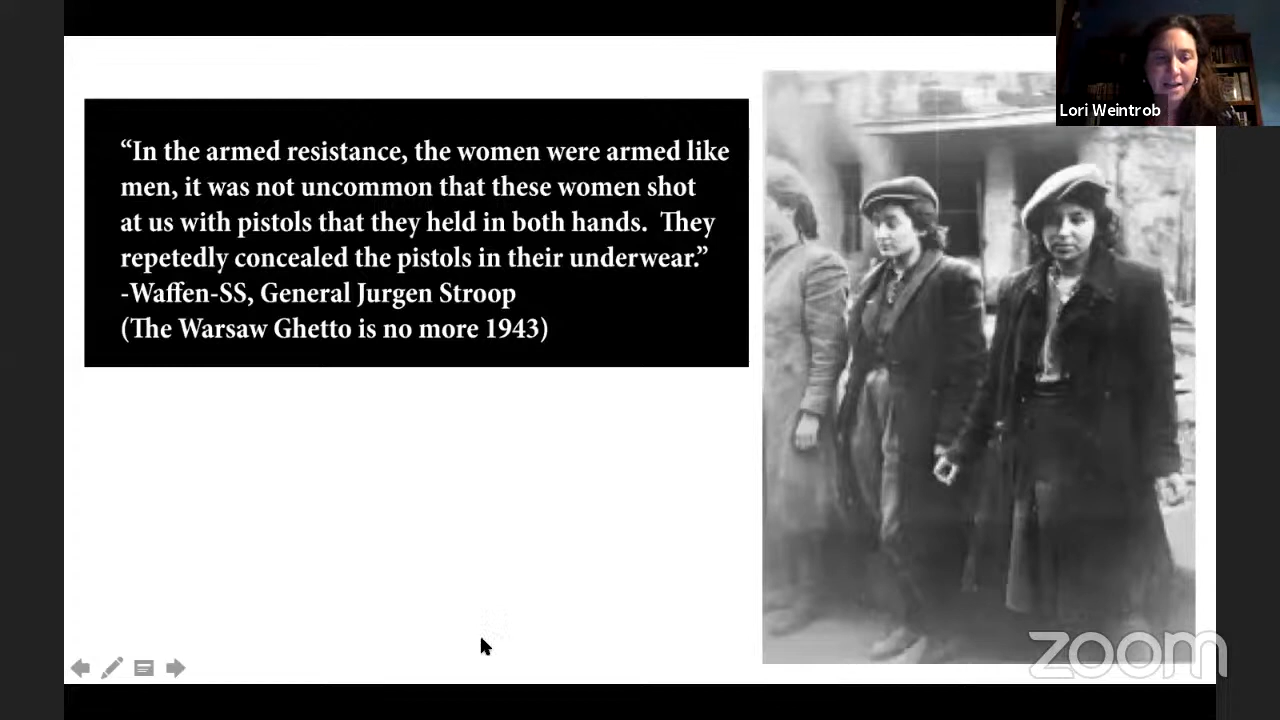 “In the armed resistance, the women were armed like
men, it was not uncommon that these women shot
at us with pistols that they held in both hands.  They
repetedly concealed the pistols in their underwear.”
-Waffen-SS, General Jurgen Stroop
(The Warsaw Ghetto is no more 1943)
Lori Weintrob
zoom